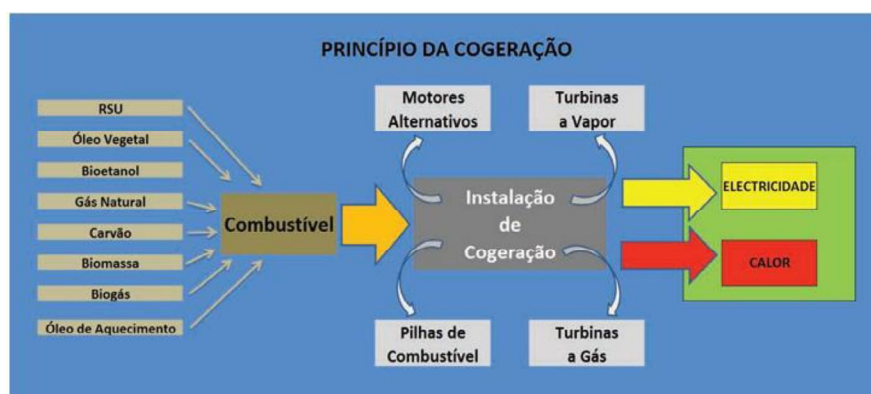 PRINCÍPIO DA COGERAÇÃO
RSU
Óleo Vegetal
Bioetanol
Gás Natural
Carvão
Biomassa
Biogás
Óleo de Aquecimento
Combustível
Motores
Alternativos
Turbinas
a Vapor
Instalação
de
Cogeração
Pilhas de
Combustível
Turbinas
a Gás
ELECTRICIDADE
CALOR